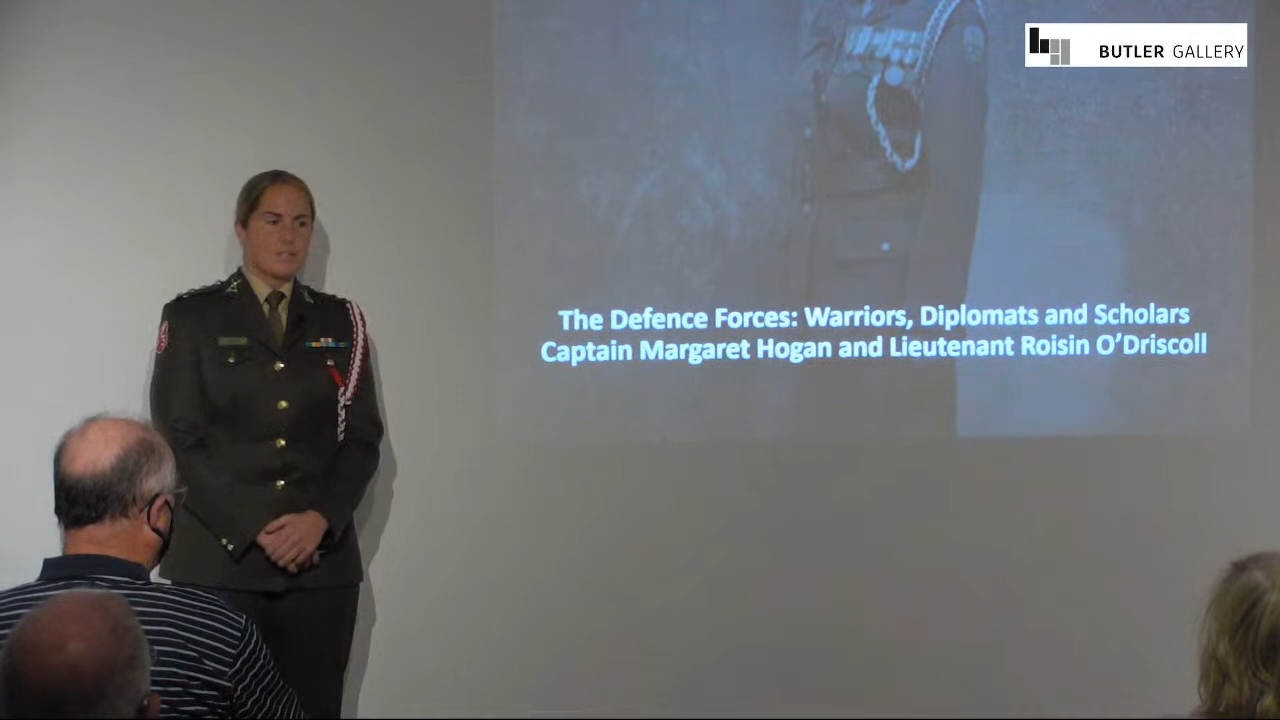 BUTLER GALLERY
The Defence Forces: Warriors, Diplomats and Scholars
Captain Margaret Hogan and Lieutenant Roisin O'Driscoll